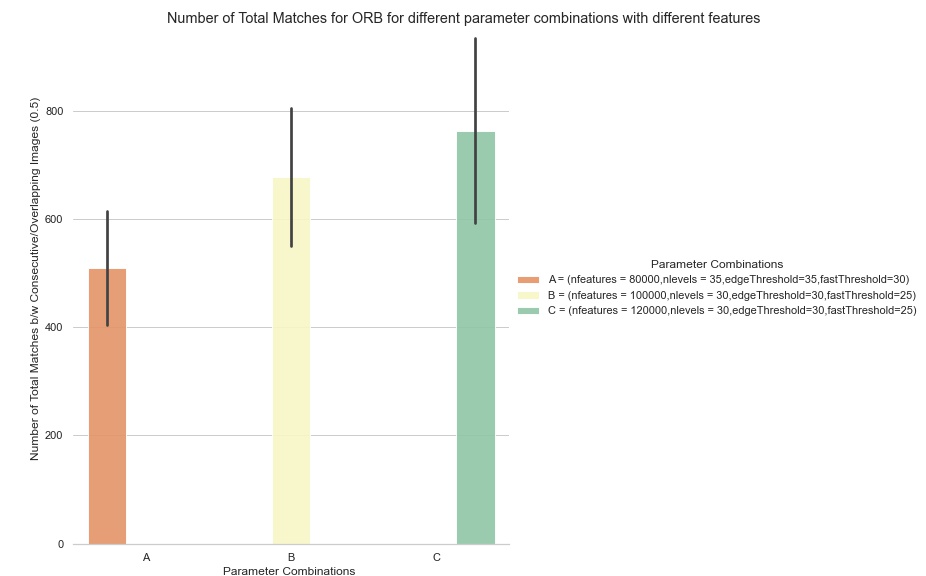 Number of Total Matches for ORB for different parameter combinations with different features
Number of Total Matches b/w Consecutive/Overlapping Images (0.5)
800
600
400
200
0
A
B
C
Parameter Combinations
Parameter Combinations
A = (nfeatures = 80000,nlevels = 35,edgeThreshold=35,fastThreshold=30)
B = (nfeatures = 100000,nlevels = 30,edgeThreshold=30,fastThreshold=25)
C = (nfeatures = 120000,nlevels = 30,edgeThreshold=30,fastThreshold=25)